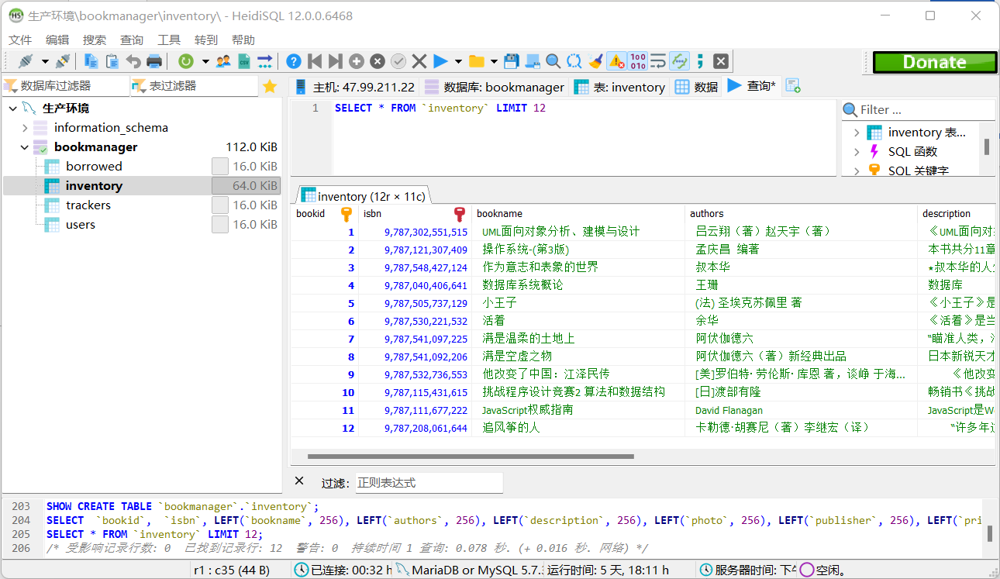 生产环境\bookmanager\inventory\ - HeidiSQL 12.0.0.6468
文件 编辑 搜索 查询 工具 转到 帮助
Donate
数据库过滤器 表过滤器
主机: 47.99.211.22 数据库: bookmanager 表: inventory 数据 查询*
生产环境
information_schema
bookmanager 112.0 KiB
borrowed 16.0 KiB
inventory 64.0 KiB
trackers 16.0 KiB
users 16.0 KiB
1 SELECT * FROM `inventory` LIMIT 12
Filter ...
inventory 表...
SQL 函数
SQL 关键字
inventory (12r × 11c)
bookid isbn bookname authors description
1 9,787,302,551,515 UML面向对象分析、建模与设计 吕云翔（著）赵天宇（著） 《UML面向对
2 9,787,121,307,409 操作系统-(第3版) 孟庆昌 编著 本书共分11章
3 9,787,548,427,124 作为意志和表象的世界 叔本华 ★叔本华的人
4 9,787,040,406,641 数据库系统概论 王珊 数据库
5 9,787,505,737,129 小王子 (法) 圣埃克苏佩里 著 《小王子》是
6 9,787,530,221,532 活着 余华 《活着》是当
7 9,787,541,097,225 满是温柔的土地上 阿伏伽德六 "瞄准人类，
8 9,787,541,092,206 满是空虚之物 阿伏伽德六（著）新经典出品 日本新锐天才
9 9,787,532,736,553 他改变了中国：江泽民传 [美]罗伯特·劳伦斯·库恩 著，谈峥 于海... 《他改变
10 9,787,115,431,615 挑战程序设计竞赛2 算法和数据结构 [日]渡部有隆 畅销书《挑战
11 9,787,111,677,222 JavaScript权威指南 David Flanagan JavaScript是W
12 9,787,208,061,644 追风筝的人 卡勒德·胡赛尼（著）李继宏（译） "许多年
过滤: 正则表达式
203 SHOW CREATE TABLE `bookmanager`.`inventory`;
204 SELECT `bookid`, `isbn`, LEFT(`bookname`, 256), LEFT(`authors`, 256), LEFT(`description`, 256), LEFT(`photo`, 256), LEFT(`publisher`, 256), LEFT(`pri
205 SELECT * FROM `inventory` LIMIT 12;
206 /* 受影响记录行数: 0 已找到记录行: 12 警告: 0 持续时间 1 查询: 0.078 秒. (+ 0.016 秒. 网络) */
r1 : c35 (44 B) 已连接: 00:32 h MariaDB or MySQL 5.7.3 运行时间: 5 天, 18:11 h 服务器时间: 下午 空闲。